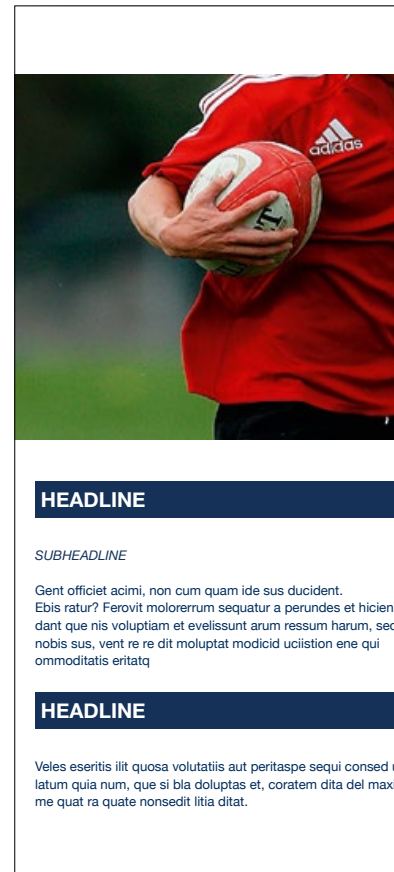 adidas
HEADLINE
SUBHEADLINE
Gent officiet acimi, non cum quam ide sus ducident.
Ebis ratur? Ferovit molorerrum sequatur a perundes et hicien
dant que nis voluptiam et evelissunt arum ressum harum, sec
nobis sus, vent re re dit moluptat modicid uciistion ene qui
ommoditatis eritatq
HEADLINE
Veles eseritis ilit quosa volutatiis aut peritaspe sequi consed
latum quia num, que si bla doluptas et, coratem dita del maxi
me quat ra quate nonsedit litia ditat.